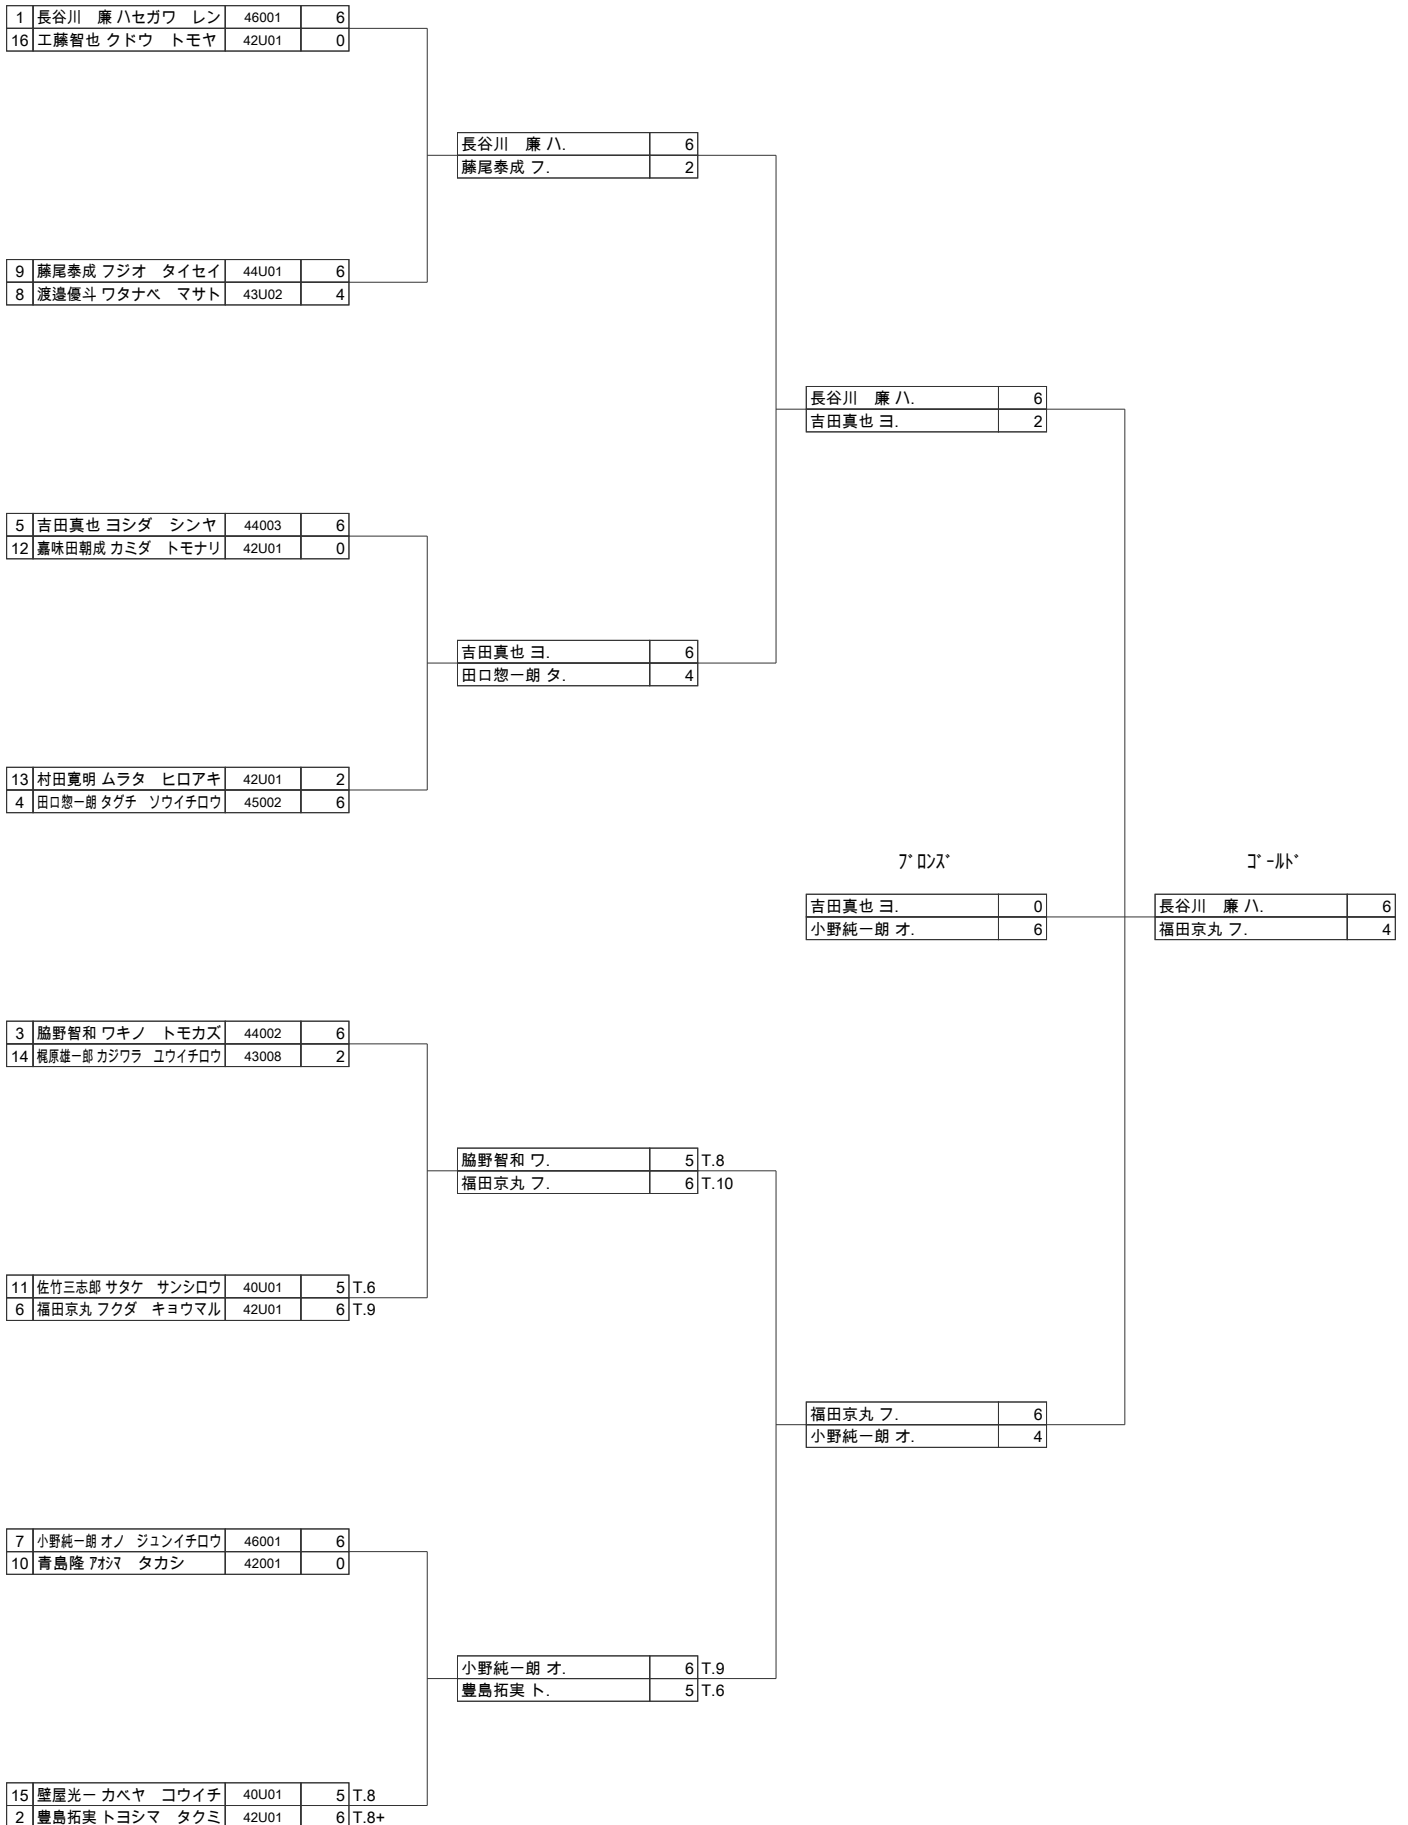 1 長谷川　廉 ハセガワ　レン 46001 6
16 工藤智也 クドウ　トモヤ 42U01 0
長谷川　廉 ハ. 6
藤尾泰成 フ. 2
9 藤尾泰成 フジオ　タイセイ 44U01 6
8 渡邉優斗 ワタナベ　マサト 43U02 4
長谷川　廉 ハ. 6
吉田真也 ヨ. 2
5 吉田真也 ヨシダ　シンヤ 44003 6
12 嘉味田朝成 カミダ　トモナリ 42U01 0
吉田真也 ヨ. 6
田口惣一朗 タ. 4
13 村田寛明 ムラタ　ヒロアキ 42U01 2
4 田口惣一朗 タグチ　ソウイチロウ 45002 6
ﾌﾞﾛﾝｽﾞ ｺﾞｰﾙﾄﾞ
吉田真也 ヨ. 0 長谷川　廉 ハ. 6
小野純一朗 オ. 6 福田京丸 フ. 4
3 脇野智和 ワキノ　トモカズ 44002 6
14 梶原雄一郎 カジワラ　ユウイチロウ 43008 2
脇野智和 ワ. 5 T.8
福田京丸 フ. 6 T.10
11 佐竹三志郎 サタケ　サンシロウ 40U01 5 T.6
6 福田京丸 フクダ　キョウマル 42U01 6 T.9
福田京丸 フ. 6
小野純一朗 オ. 4
7 小野純一朗 オノ　ジュンイチロウ 46001 6
10 青島隆 ｱｵｼﾏ　タカシ 42001 0
小野純一朗 オ. 6 T.9
豊島拓実 ト. 5 T.6
15 壁屋光一 カベヤ　コウイチ 40U01 5 T.8
2 豊島拓実 トヨシマ　タクミ 42U01 6 T.8+